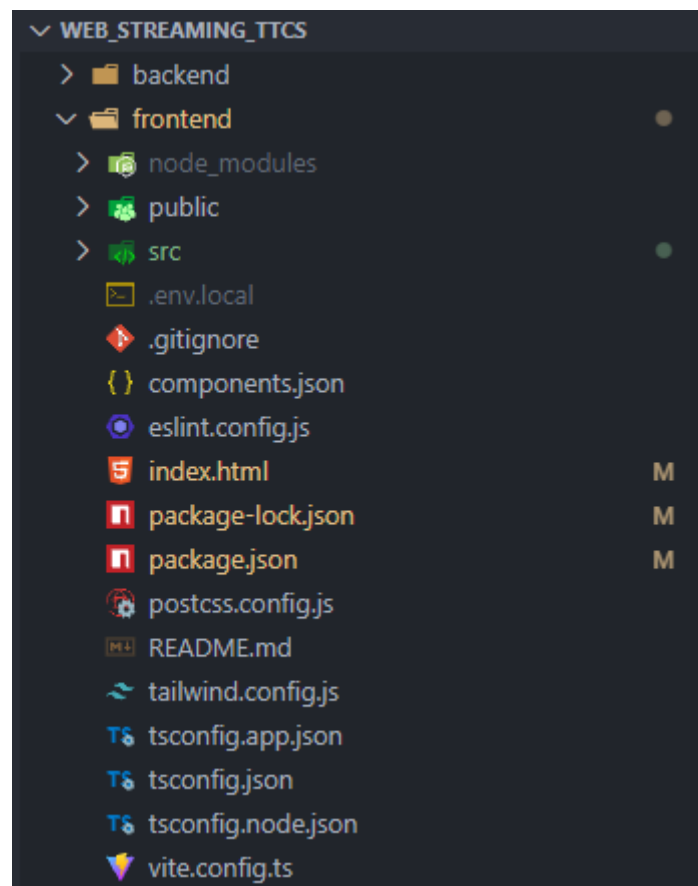 WEB_STREAMING_TTCS
backend
frontend
node_modules
public
src
.env.local
.gitignore
components.json
eslint.config.js
index.html M
package-lock.json M
package.json M
postcss.config.js
README.md
tailwind.config.js
tsconfig.app.json
tsconfig.json
tsconfig.node.json
vite.config.ts